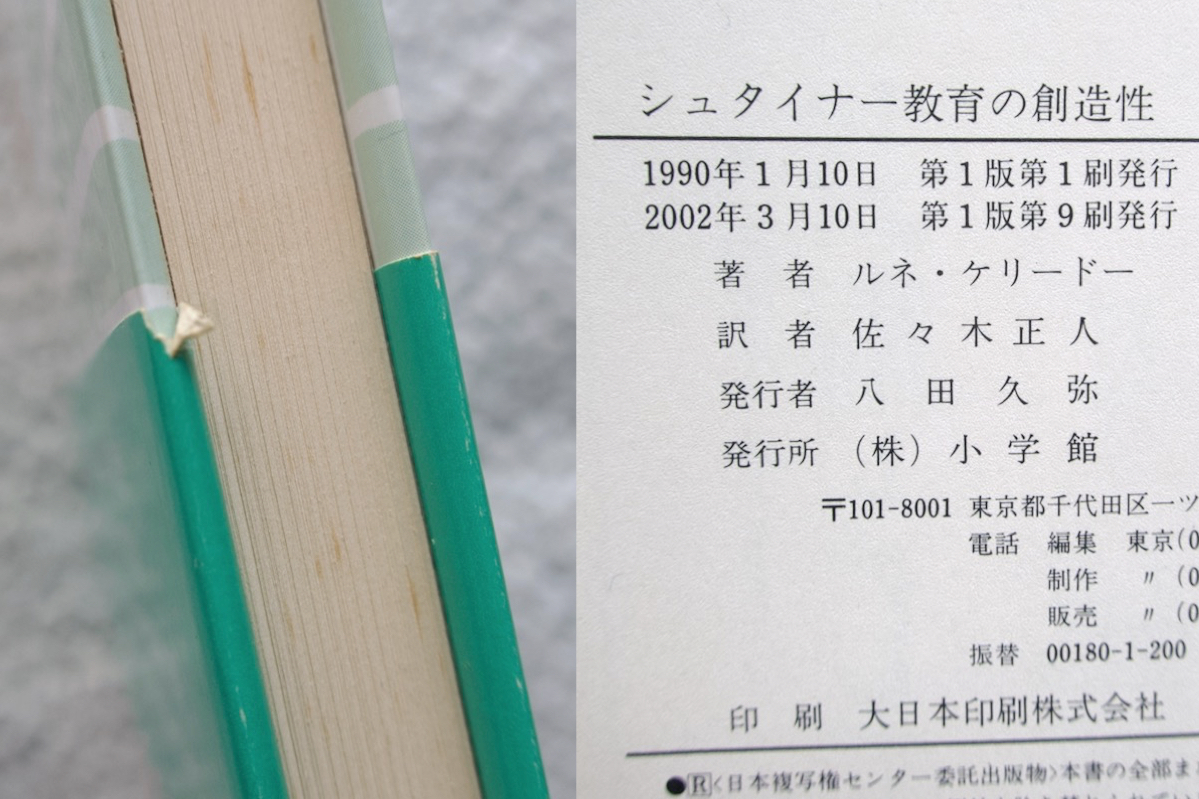 シュタイナー教育の創造性
1990年1月10日 第1版第1刷発行
2002年3月10日 第1版第9刷発行
著者 ルネ・ケリードー
訳者 佐々木正人
発行者 八田久弥
発行所 (株)小学館
〒101-8001 東京都千代田区一ツ
電話 編集 東京(0
制作 〃 (0
販売 〃 (0
振替 00180-1-200
印刷 大日本印刷株式会社
●R〈日本複写権センター委託出版物〉本書の全部ま